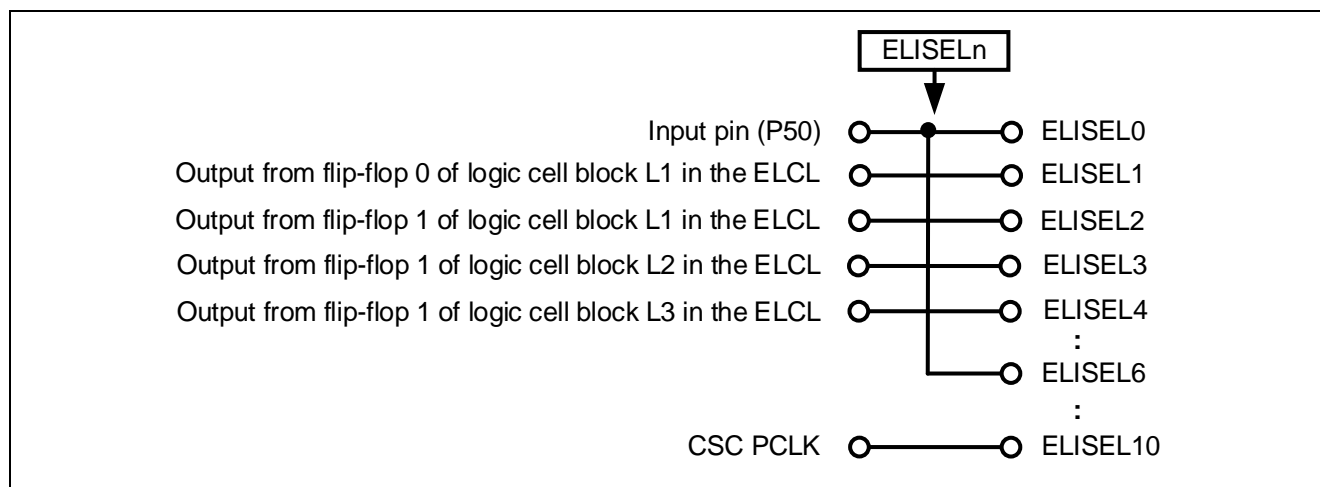 ELISELn
Input pin (P50) ELISEL0
Output from flip-flop 0 of logic cell block L1 in the ELCL ELISEL1
Output from flip-flop 1 of logic cell block L1 in the ELCL ELISEL2
Output from flip-flop 1 of logic cell block L2 in the ELCL ELISEL3
Output from flip-flop 1 of logic cell block L3 in the ELCL ELISEL4
:
ELISEL6
:
CSC PCLK ELISEL10